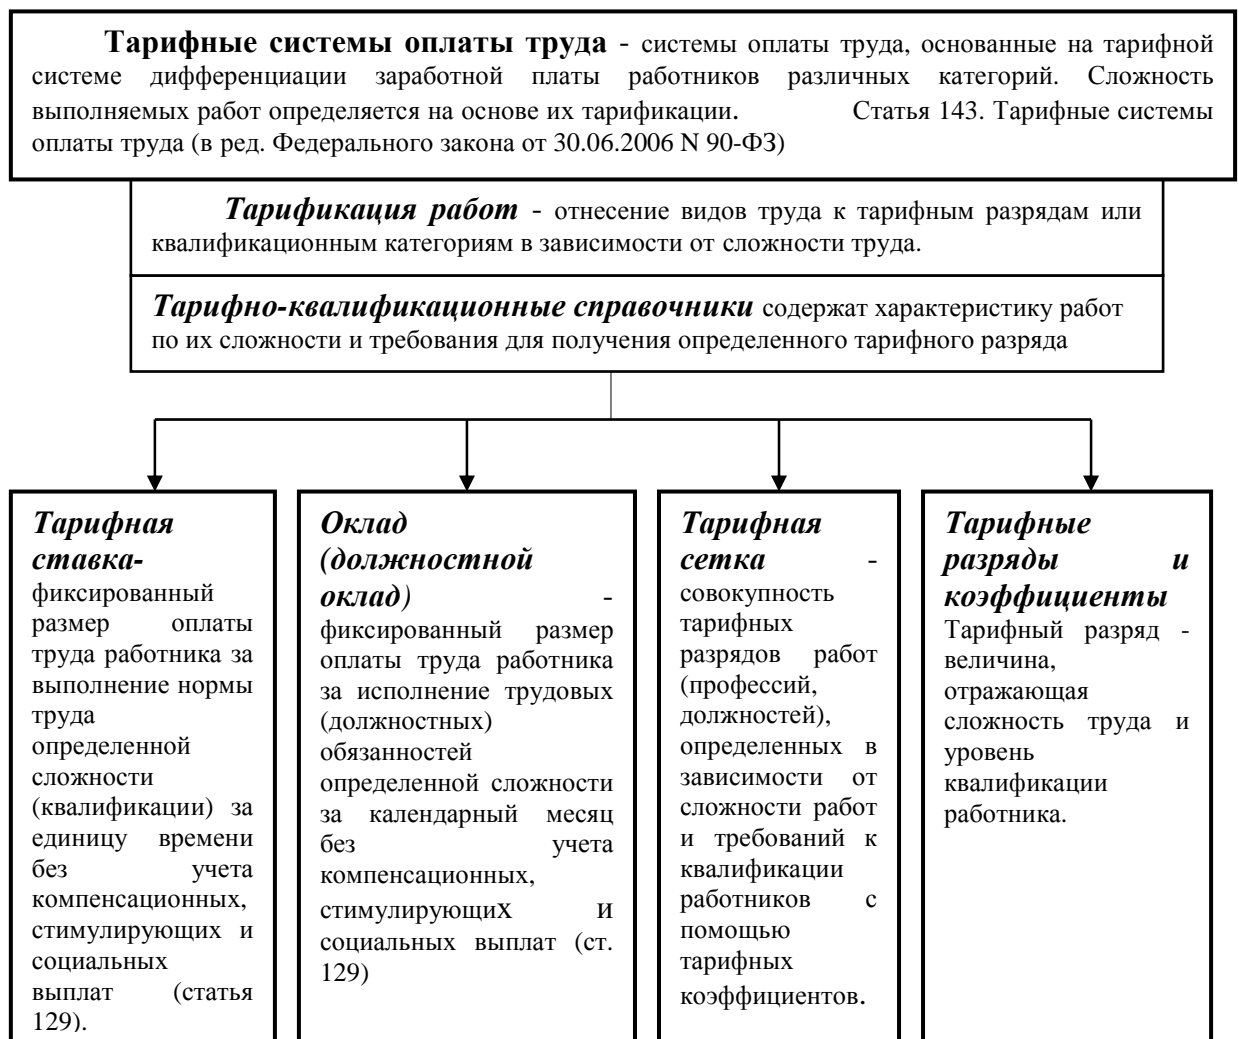 Тарифные системы оплаты труда - системы оплаты труда, основанные на тарифной
системе дифференциации заработной платы работников различных категорий. Сложность
выполняемых работ определяется на основе их тарификации. Статья 143. Тарифные системы
оплаты труда (в ред. Федерального закона от 30.06.2006 N 90-ФЗ)
Тарификация работ - отнесение видов труда к тарифным разрядам или
квалификационным категориям в зависимости от сложности труда.
Тарифно-квалификационные справочники содержат характеристику работ
по их сложности и требования для получения определенного тарифного разряда
Тарифная
ставка-
фиксированный
размер оплаты
труда работника за
выполнение нормы
труда
определенной
сложности
(квалификации) за
единицу времени
без учета
компенсационных,
стимулирующих и
социальных
выплат (статья
129).
Оклад
(должностной
оклад) -
фиксированный размер
оплаты труда работника
за исполнение трудовых
(должностных)
обязанностей
определенной сложности
за календарный месяц
без учета
компенсационных,
стимулирующих и
социальных выплат (ст.
129)
Тарифная
сетка -
совокупность
тарифных
разрядов работ
(профессий,
должностей),
определенных в
зависимости от
сложности работ
и требований к
квалификации
работников с
помощью
тарифных
коэффициентов.
Тарифные
разряды и
коэффициенты
Тарифный разряд -
величина,
отражающая
сложность труда и
уровень
квалификации
работника.